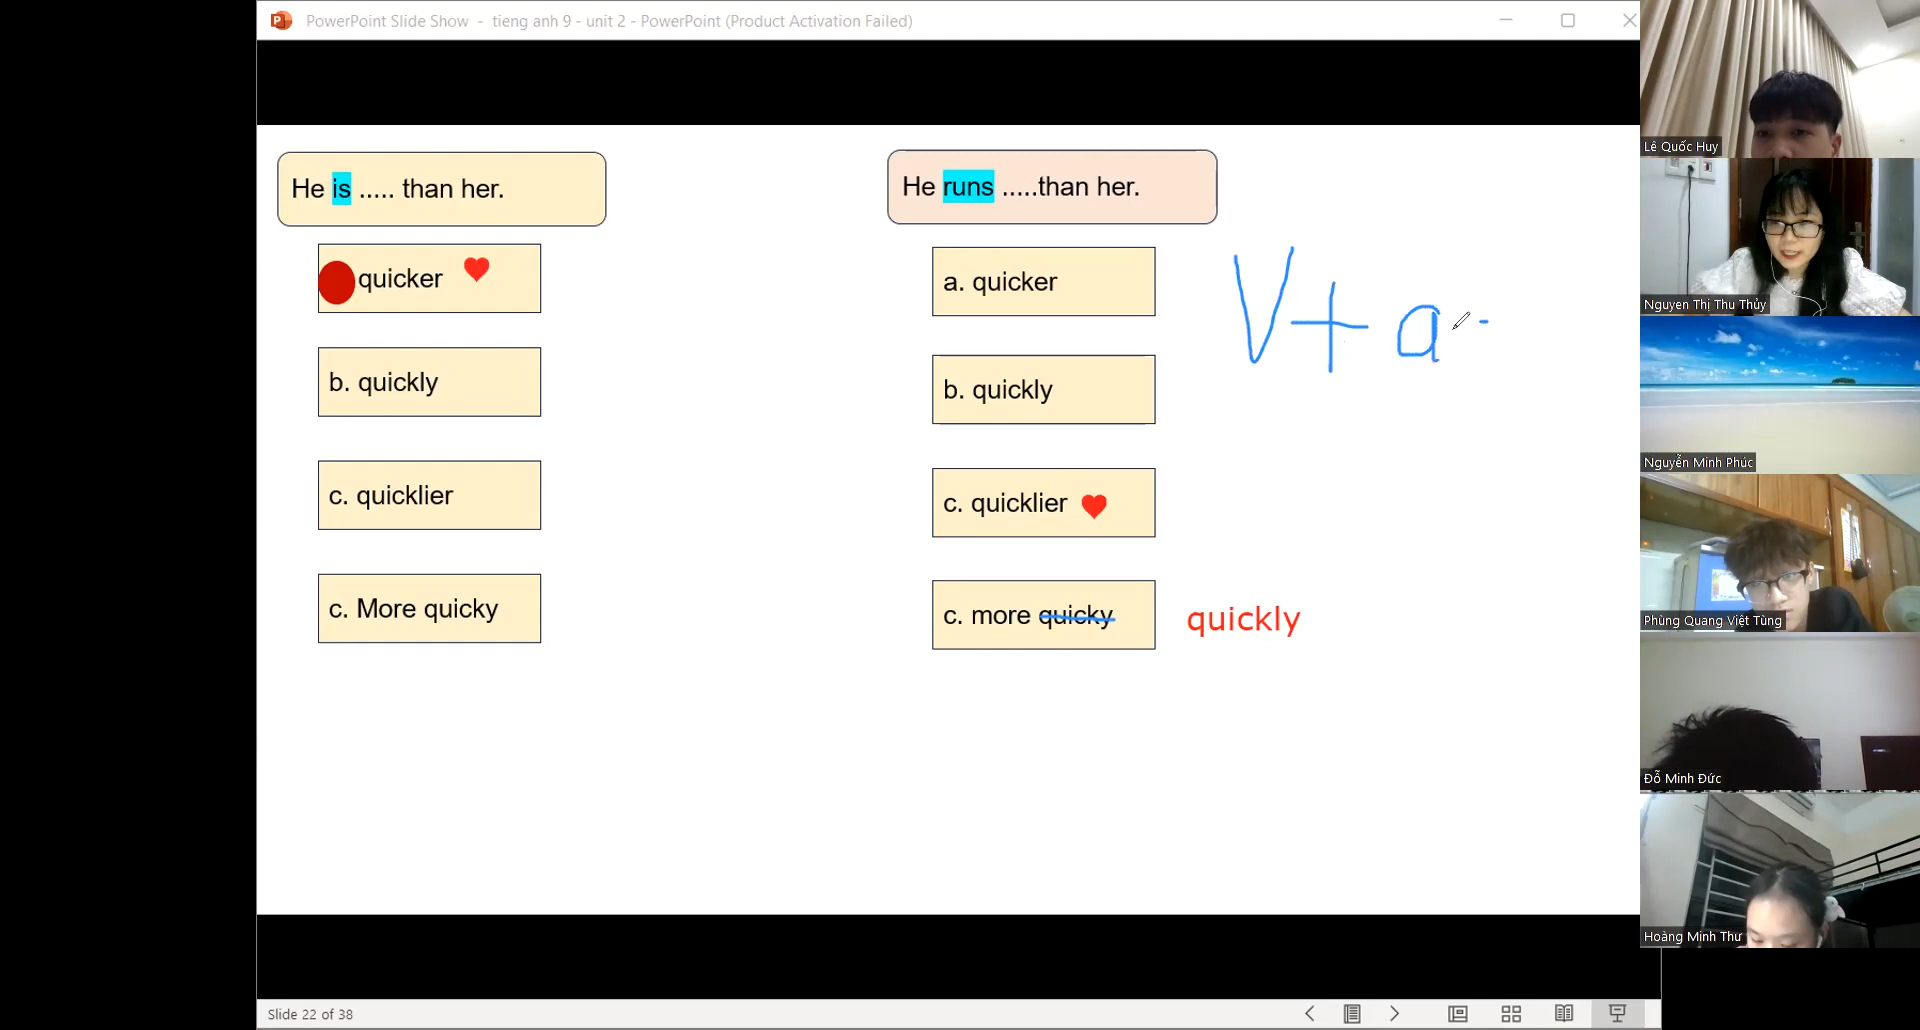 PowerPoint Slide Show - tieng anh 9 - unit 2 - PowerPoint (Product Activation Failed)
He is ..... than her.
quicker
b. quickly
c. quicklier
c. More quicky
He runs .....than her.
a. quicker
b. quickly
c. quicklier
c. more quicky
quickly
V+ a
Lê Quốc Huy
Nguyen Thị Thu Thủy
Nguyễn Minh Phúc
Phùng Quang Việt Tùng
Đỗ Minh Đức
Hoàng Minh Thư
Slide 22 of 38